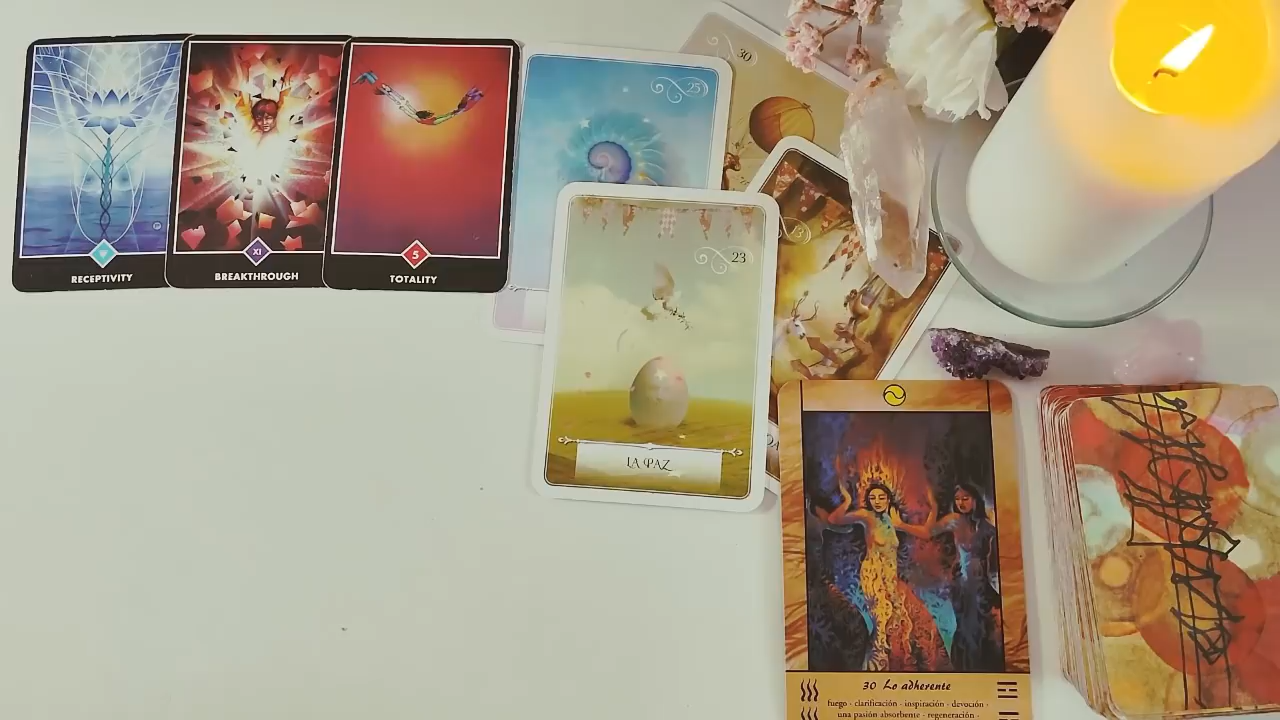 RECEPTIVITY
XI
BREAKTHROUGH
5
TOTALITY
25
30
13
23
LA PAZ
30 Lo adherente
fuego · clarificación · inspiración · devoción ·
una pasión absorbente · regeneración ·